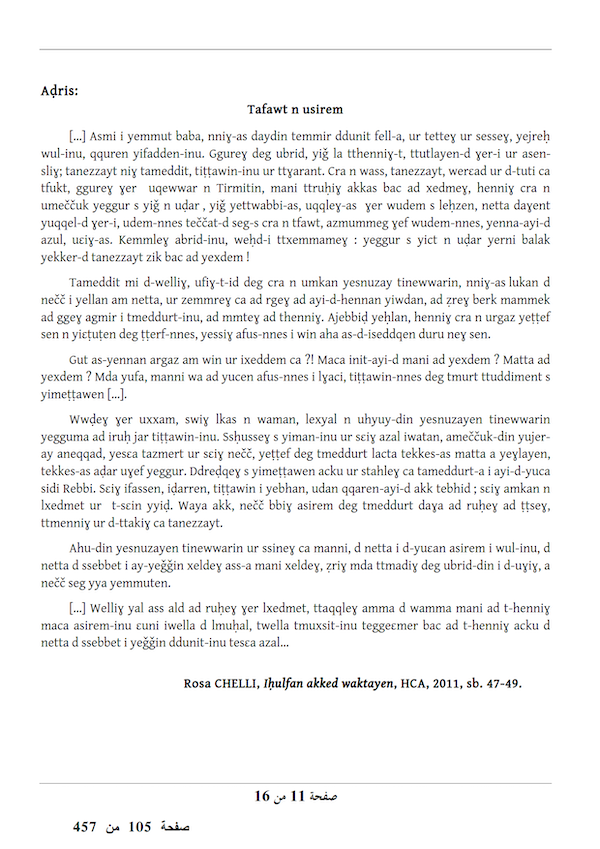 Aḍris:
Tafawt n usirem
[...] Asmi i yemmut baba, nniɣ-as daydin temmir ddunit fell-a, ur tetteɣ ur sesseɣ, yejreḥ
wul-inu, qquren yifadden-inu. Ggureɣ deg ubrid, yiǧ la tthenniɣ-t, ttutlayen-d ɣer-i ur asen-
sliɣ; tanezzayt niɣ tameddit, tiṭṭawin-inu ur ttɣarant. Cra n wass, tanezzayt, werɛad ur d-tuti ca
tfukt, ggureɣ ɣer uqewwar n Tirmitin, mani ttruḥiɣ akkas bac ad xedmeɣ, henniɣ cra n
umeččuk yeggur s yiǧ n uḍar , yiǧ yettwabbi-as, uqqleɣ-as ɣer wudem s leḥzen, netta daɣent
yuqqel-d ɣer-i, udem-nnes teččat-d seg-s cra n tfawt, azmummeg ɣef wudem-nnes, yenna-ayi-d
azul, uɛiɣ-as. Kemmleɣ abrid-inu, weḥd-i ttxemmameɣ : yeggur s yict n uḍar yerni balak
yekker-d tanezzayt zik bac ad yexdem !
Tameddit mi d-welliɣ, ufiɣ-t-id deg cra n umkan yesnuzay tinewwarin, nniɣ-as lukan d
nečč i yellan am netta, ur zemmreɣ ca ad rgeɣ ad ayi-d-hennan yiwdan, ad ẓreɣ berk mammek
ad ggeɣ agmir i tmeddurt-inu, ad mmteɣ ad thenniɣ. Ajebbiḍ yeḥlan, henniɣ cra n urgaz yeṭṭef
sen n yiɛṭuṭen deg ṭṭerf-nnes, yessiɣ afus-nnes i win aha as-d-iseddqen duru neɣ sen.
Gut as-yennan argaz am win ur ixeddem ca ?! Maca init-ayi-d mani ad yexdem ? Matta ad
yexdem ? Mda yufa, manni wa ad yucen afus-nnes i lɣaci, tiṭṭawin-nnes deg tmurt ttuddiment s
yimeṭṭawen [...].
Wwḍeɣ ɣer uxxam, swiɣ lkas n waman, lexyal n uhyuy-din yesnuzayen tinewwarin
yegguma ad iruḥ jar tiṭṭawin-inu. Ssḥusseɣ s yiman-inu ur sɛiɣ azal iwatan, ameččuk-din yujer-
ay aneqqad, yesɛa tazmert ur sɛiɣ nečč, yeṭṭef deg tmeddurt lacta tekkes-as matta a yeɣlayen,
tekkes-as aḍar uɣef yeggur. Ddreḍqeɣ s yimeṭṭawen acku ur stahleɣ ca tameddurt-a i ayi-d-yuca
sidi Rebbi. Sɛiɣ ifassen, iḍarren, tiṭṭawin i yebhan, udan qqaren-ayi-d akk tebhid ; sɛiɣ amkan n
lxedmet ur t-sɛin yyiḍ. Waya akk, nečč bbiɣ asirem deg tmeddurt daɣa ad ruḥeɣ ad ṭṭseɣ,
ttmenniɣ ur d-ttakiɣ ca tanezzayt.
Ahu-din yesnuzayen tinewwarin ur ssineɣ ca manni, d netta i d-yuɛan asirem i wul-inu, d
netta d ssebbet i ay-yeǧǧin xeldeɣ ass-a mani xeldeɣ, ẓriɣ mda ttmadiɣ deg ubrid-din i d-uɣiɣ, a
nečč seg yya yemmuten.
[...] Welliɣ yal ass ald ad ruḥeɣ ɣer lxedmet, ttaqqleɣ amma d wamma mani ad t-henniɣ
maca asirem-inu ɛuni iwella d lmuḥal, twella tmuxsit-inu teggeɛmer bac ad t-henniɣ acku d
netta d ssebbet i yeǧǧin ddunit-inu tesɛa azal...
Rosa CHELLI, Iḥulfan akked waktayen, HCA, 2011, sb. 47-49.
صفحة 11 من 16
صفحة 105 من 457